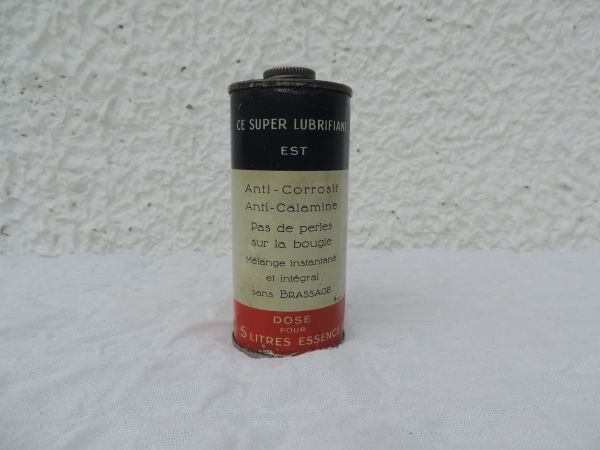 CE SUPER LUBRIFIANT
EST
Anti-Corrosif
Anti-Calamine
Pas de perles
sur la bougie
Mélange instantané
et intégral
sans BRASSAGE
DOSE
POUR
5 LITRES ESSENCE